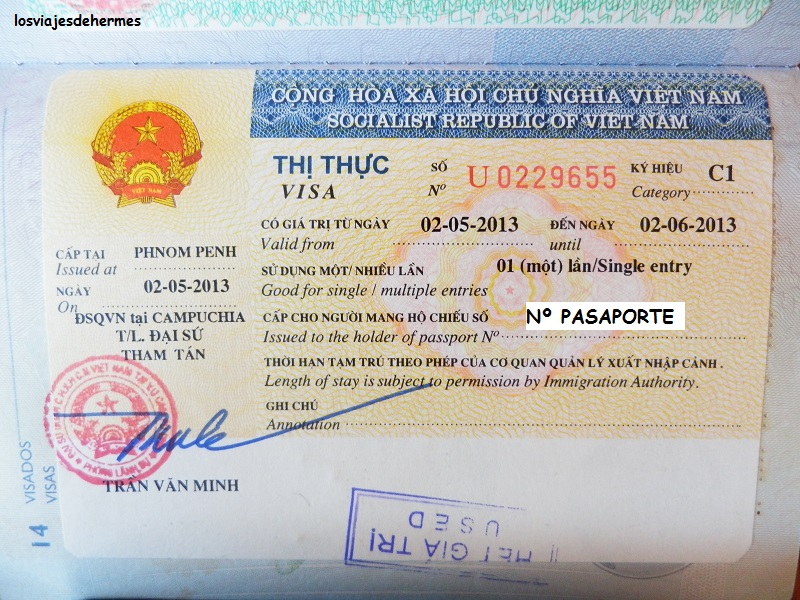 losviajesdehermes
CỘNG HÒA XÃ HỘI CHỦ NGHĨA VIỆT NAM
SOCIALIST REPUBLIC OF VIET NAM
VIỆT NAM
THỊ THỰC
VISA
SỐ
Nº
U 0229655
KÝ HIỆU
Category
C1
CÓ GIÁ TRỊ TỪ NGÀY
Valid from
02-05-2013
ĐẾN NGÀY
until
02-06-2013
CẤP TẠI
Issued at
PHNOM PENH
NGÀY
On
02-05-2013
SỬ DỤNG MỘT/ NHIỀU LẦN
Good for single / multiple entries
01 (một) lần/Single entry
CẤP CHO NGƯỜI MANG HỘ CHIẾU SỐ
Issued to the holder of passport Nº
Nº PASAPORTE
ĐSQVN tại CAMPUCHIA
T/L. ĐẠI SỨ
THAM TÁN
THỜI HẠN TẠM TRÚ THEO PHÉP CỦA CƠ QUAN QUẢN LÝ XUẤT NHẬP CẢNH .
Length of stay is subject to permission by Immigration Authority.
GHI CHÚ
Annotation
TRẦN VĂN MINH
VISADOS
VISAS
14
GIÁ TRỊ
USED